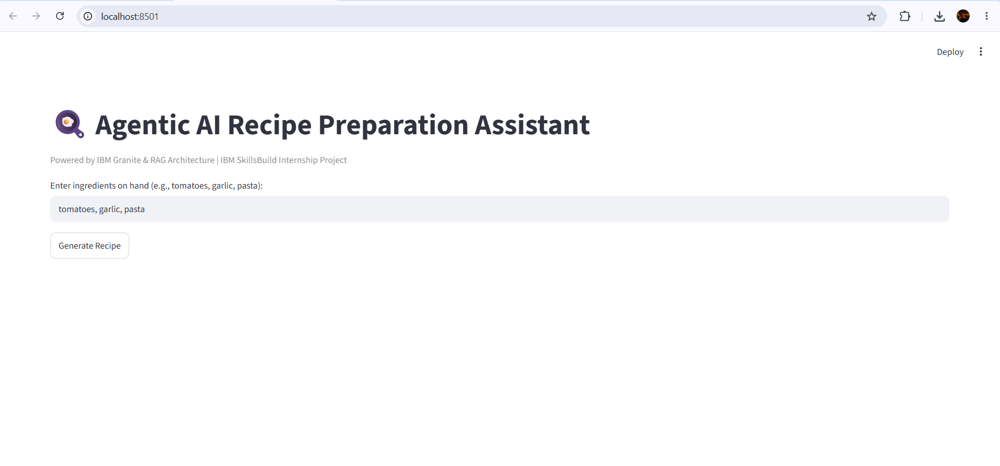 localhost:8501
Deploy
Agentic AI Recipe Preparation Assistant
Powered by IBM Granite & RAG Architecture | IBM SkillsBuild Internship Project
Enter ingredients on hand (e.g., tomatoes, garlic, pasta):
tomatoes, garlic, pasta
Generate Recipe